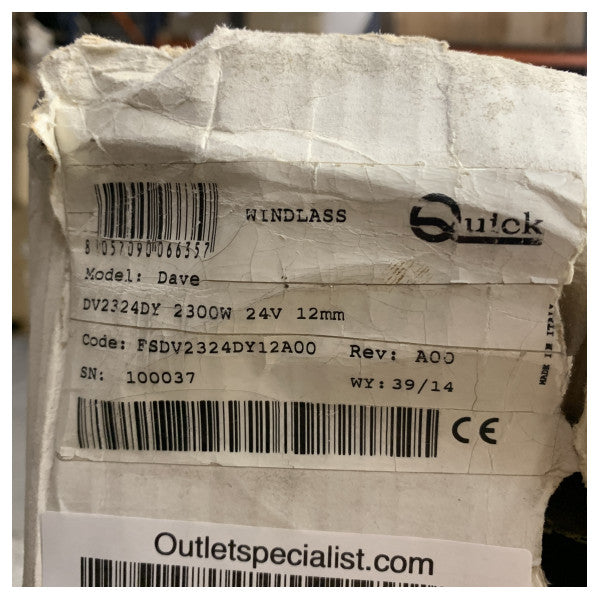 WINDLASS
Quick
8 057090 066357
Model: Dave
DV2324DY 2300W 24V 12mm
Code: FSDV2324DY12A00 Rev: A00
SN: 100037 WY: 39/14
MADE IN ITALY
CE
Outletspecialist.com